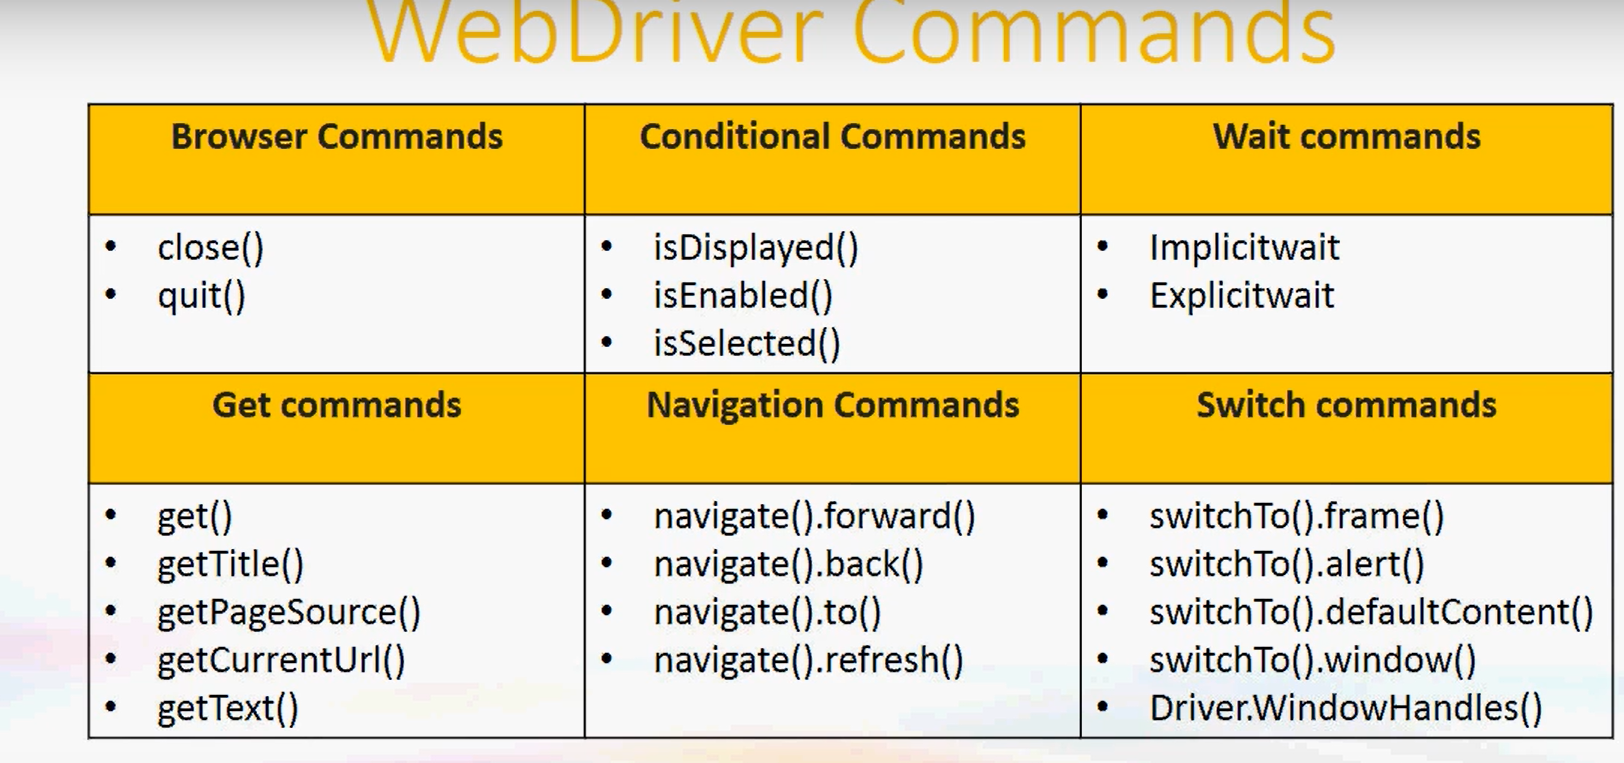 WebDriver Commands
Browser Commands
Conditional Commands
Wait commands
• close()
• quit()
• isDisplayed()
• isEnabled()
• isSelected()
• Implicitwait
• Explicitwait
Get commands
Navigation Commands
Switch commands
• get()
• getTitle()
• getPageSource()
• getCurrentUrl()
• getText()
• navigate().forward()
• navigate().back()
• navigate().to()
• navigate().refresh()
• switchTo().frame()
• switchTo().alert()
• switchTo().defaultContent()
• switchTo().window()
• Driver.WindowHandles()